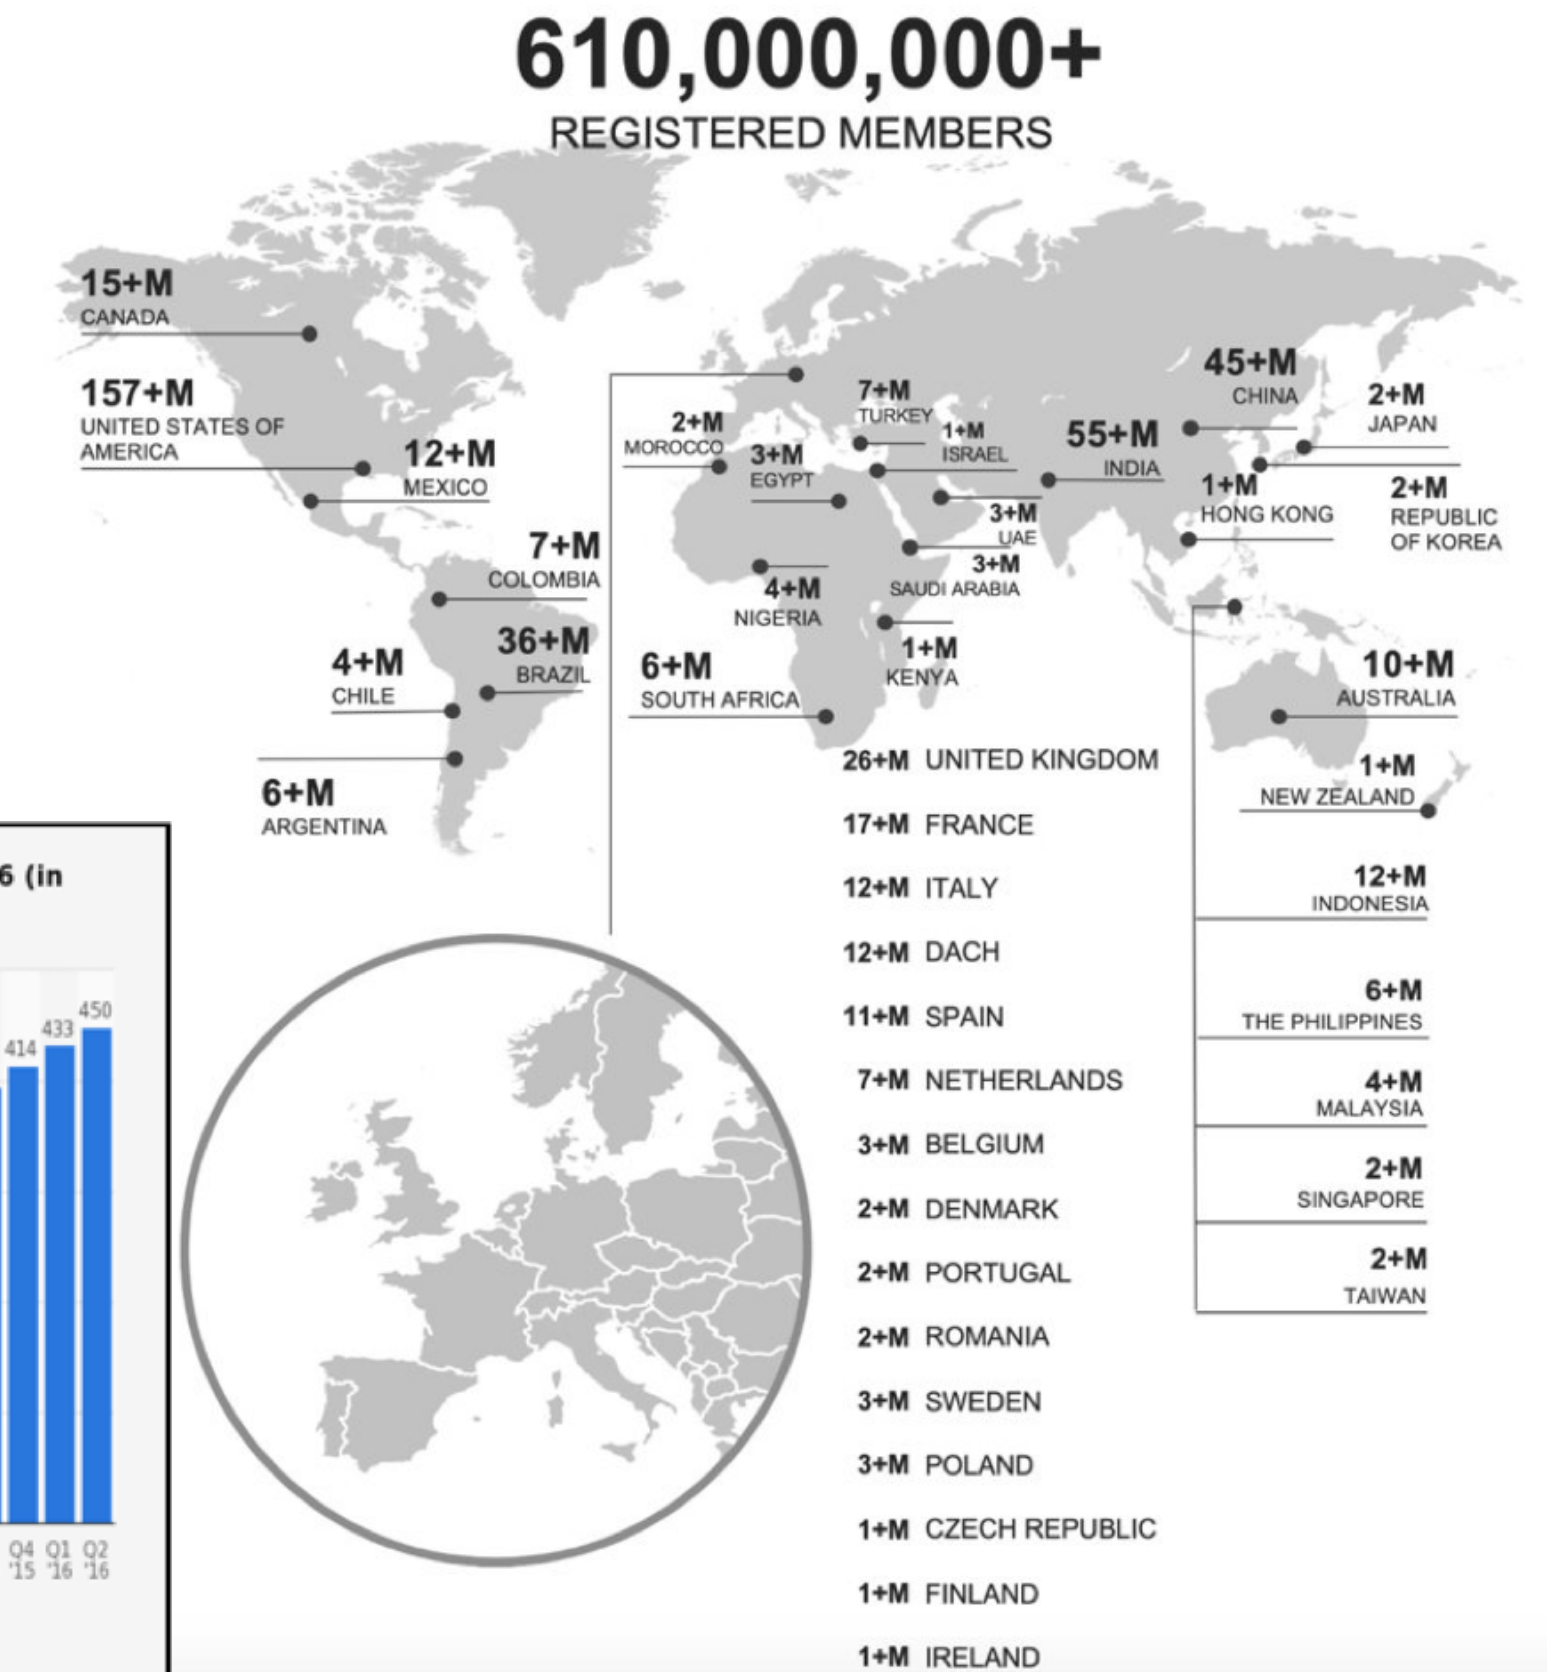 610,000,000+
REGISTERED MEMBERS
15+M
CANADA
157+M
UNITED STATES OF
AMERICA
12+M
MEXICO
7+M
COLOMBIA
36+M
BRAZIL
4+M
CHILE
6+M
ARGENTINA
2+M
MOROCCO
7+M
TURKEY
3+M
EGYPT
1+M
ISRAEL
3+M
UAE
3+M
SAUDI ARABIA
4+M
NIGERIA
1+M
KENYA
6+M
SOUTH AFRICA
55+M
INDIA
45+M
CHINA
2+M
JAPAN
1+M
HONG KONG
2+M
REPUBLIC
OF KOREA
10+M
AUSTRALIA
1+M
NEW ZEALAND
12+M
INDONESIA
6+M
THE PHILIPPINES
4+M
MALAYSIA
2+M
SINGAPORE
2+M
TAIWAN
26+M UNITED KINGDOM
17+M FRANCE
12+M ITALY
12+M DACH
11+M SPAIN
7+M NETHERLANDS
3+M BELGIUM
2+M DENMARK
2+M PORTUGAL
2+M ROMANIA
3+M SWEDEN
3+M POLAND
1+M CZECH REPUBLIC
1+M FINLAND
1+M IRELAND
6 (in
414 433 450
Q4 Q1 Q2
'15 '16 '16